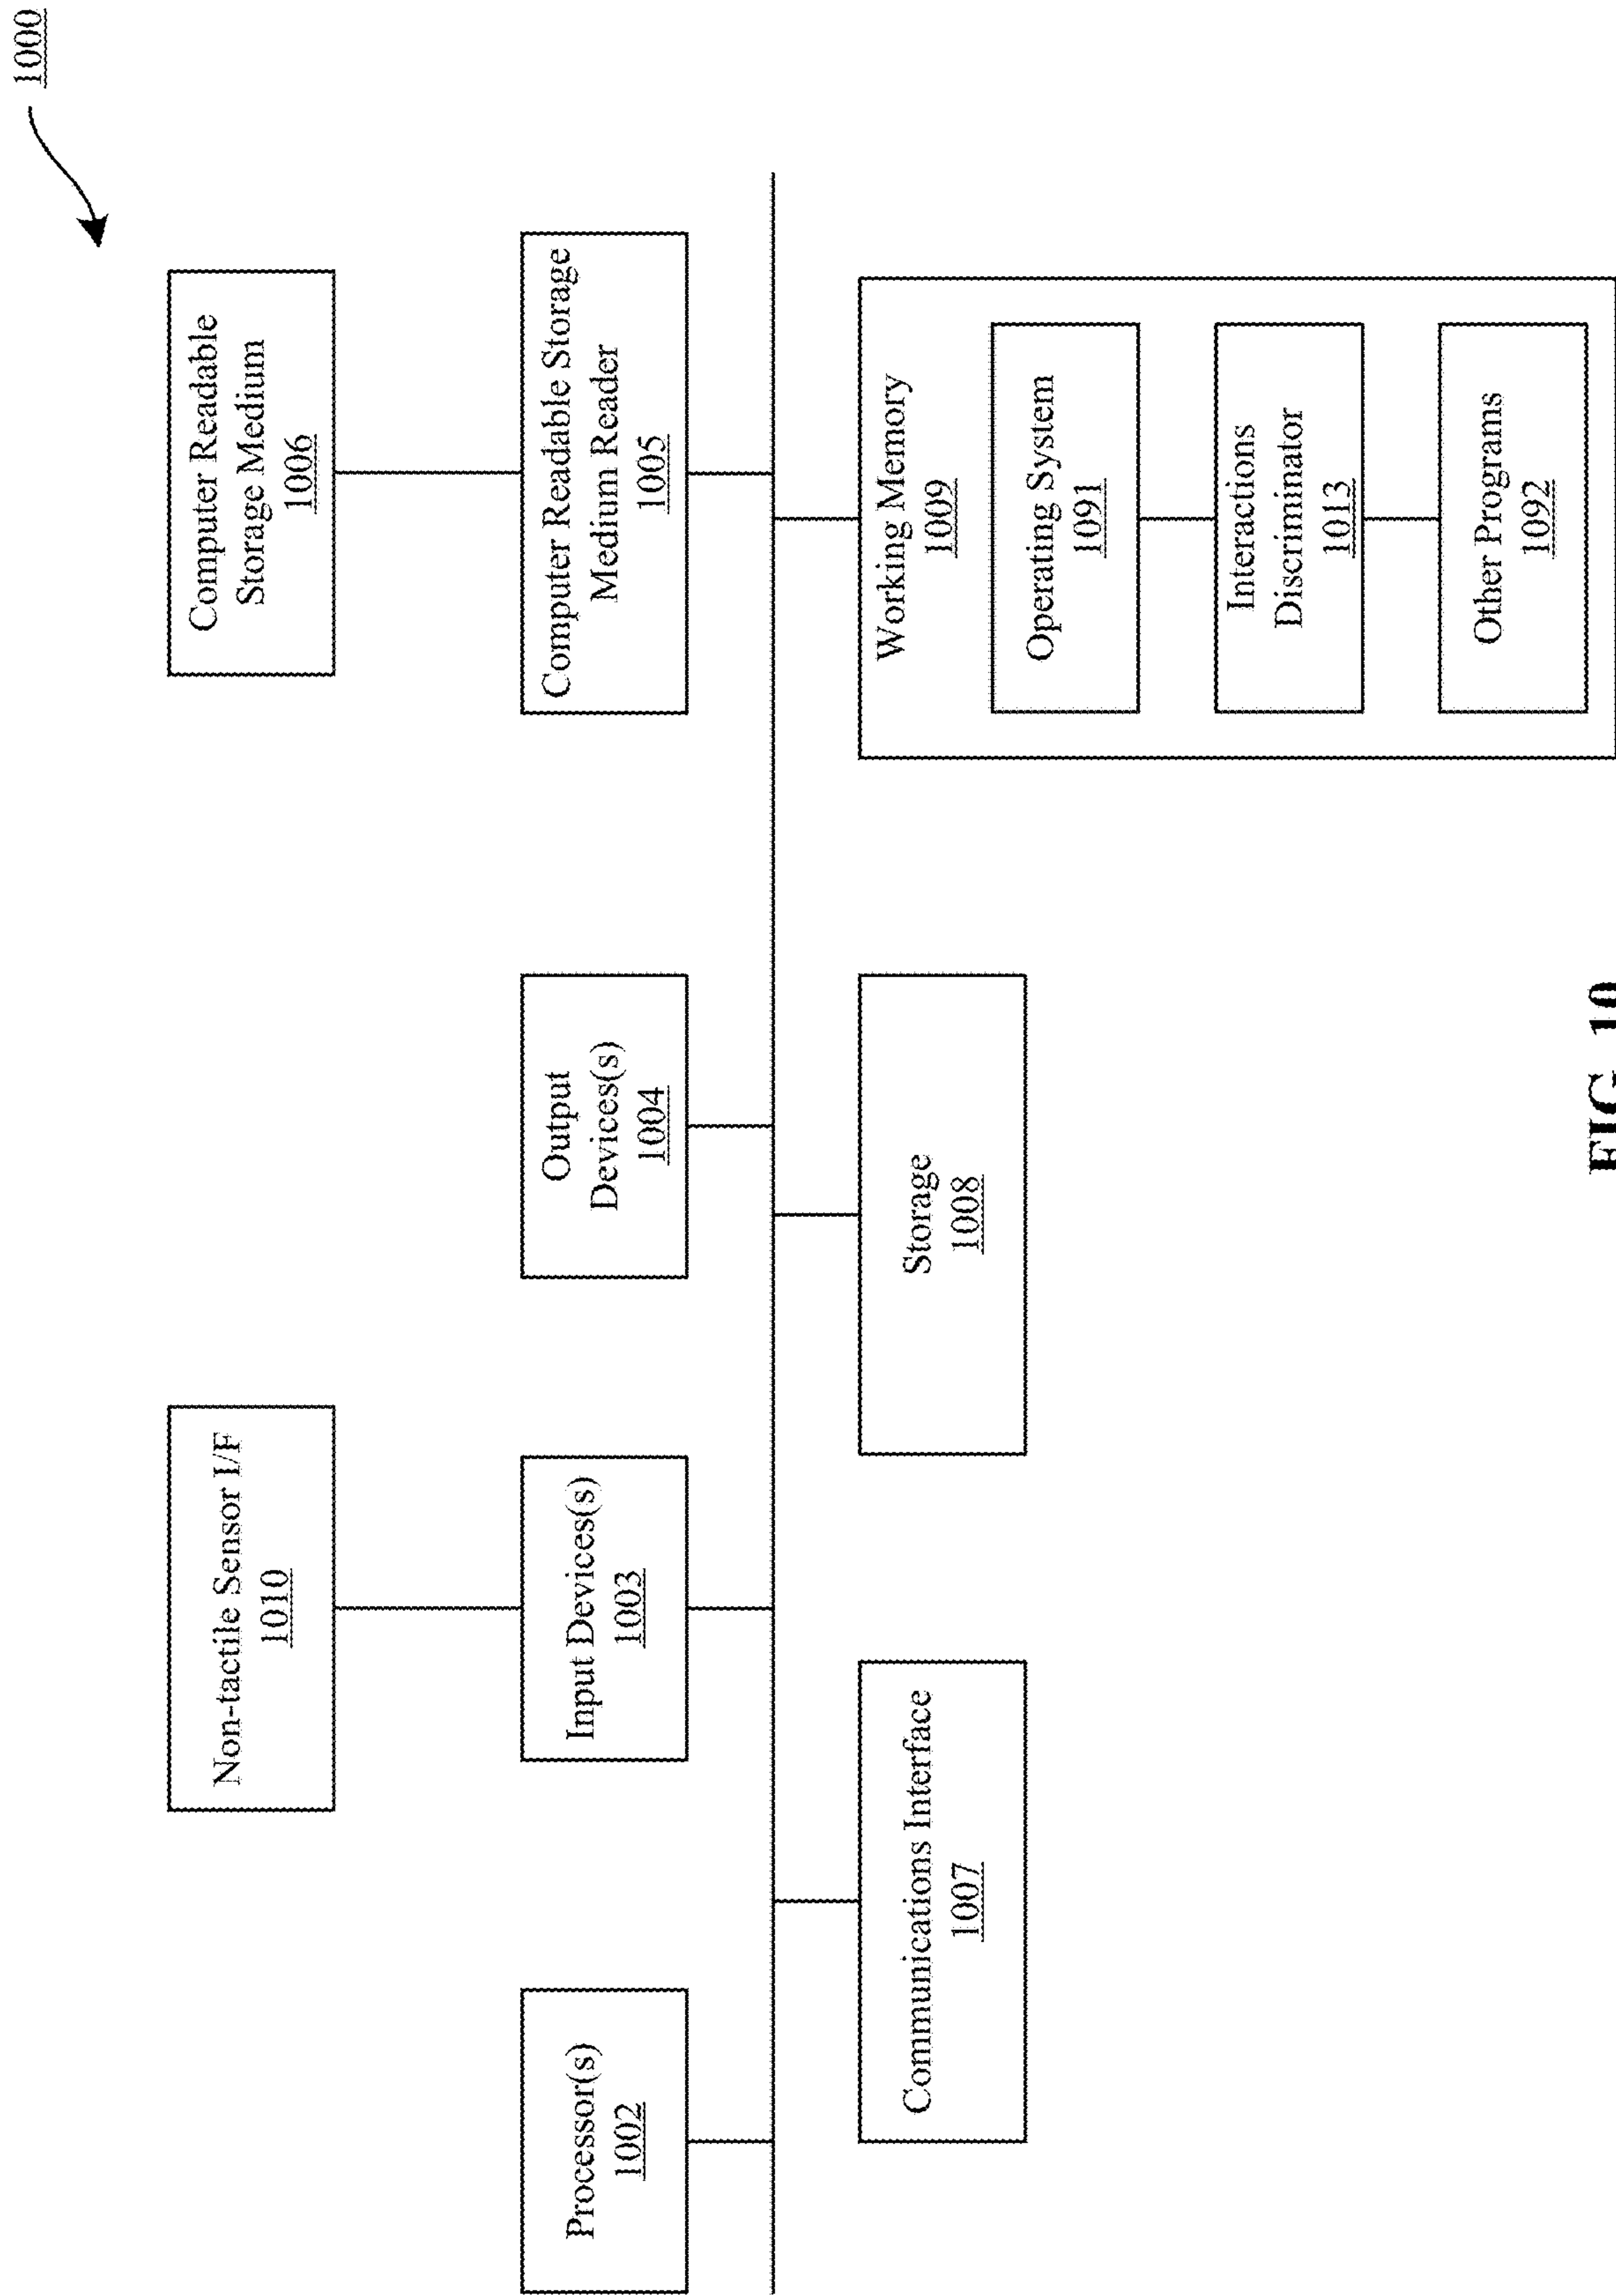 1000
Non-tactile Sensor I/F
1010
Computer Readable
Storage Medium
1006
Processor(s)
1002
Input Devices(s)
1003
Output
Devices(s)
1004
Computer Readable Storage
Medium Reader
1005
Communications Interface
1007
Storage
1008
Working Memory
1009
Operating System
1091
Interactions
Discriminator
1013
Other Programs
1092
FIG. 10